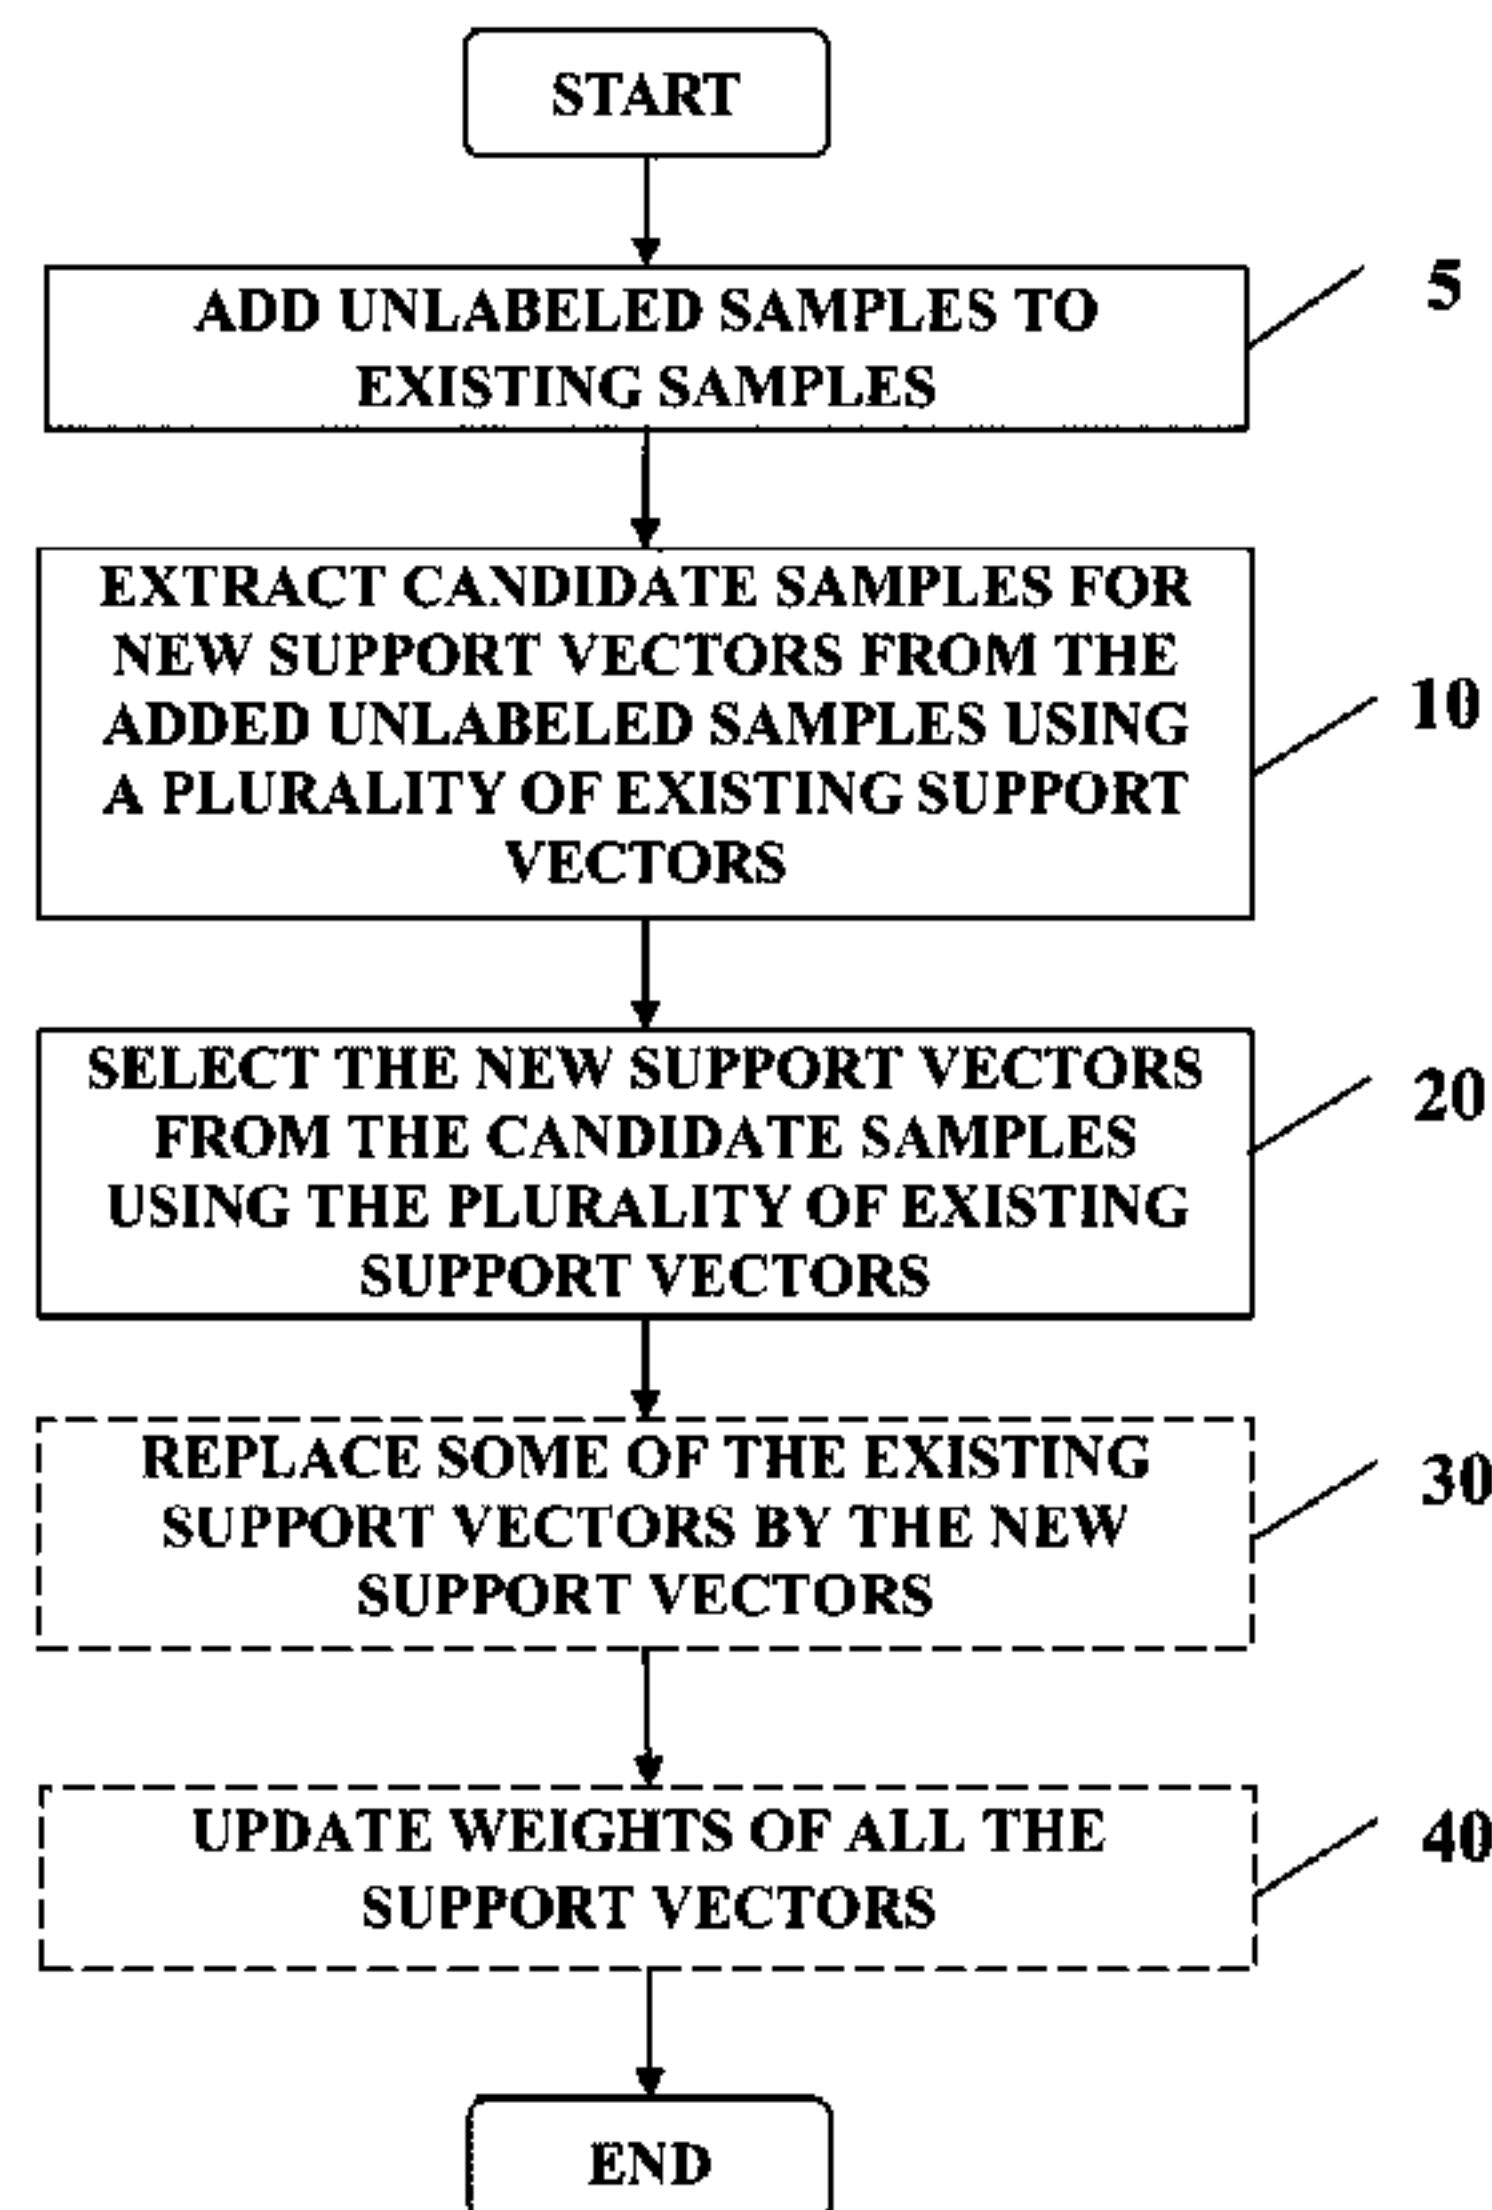 START
ADD UNLABELED SAMPLES TO
EXISTING SAMPLES
5
EXTRACT CANDIDATE SAMPLES FOR
NEW SUPPORT VECTORS FROM THE
ADDED UNLABELED SAMPLES USING
A PLURALITY OF EXISTING SUPPORT
VECTORS
10
SELECT THE NEW SUPPORT VECTORS
FROM THE CANDIDATE SAMPLES
USING THE PLURALITY OF EXISTING
SUPPORT VECTORS
20
REPLACE SOME OF THE EXISTING
SUPPORT VECTORS BY THE NEW
SUPPORT VECTORS
30
UPDATE WEIGHTS OF ALL THE
SUPPORT VECTORS
40
END